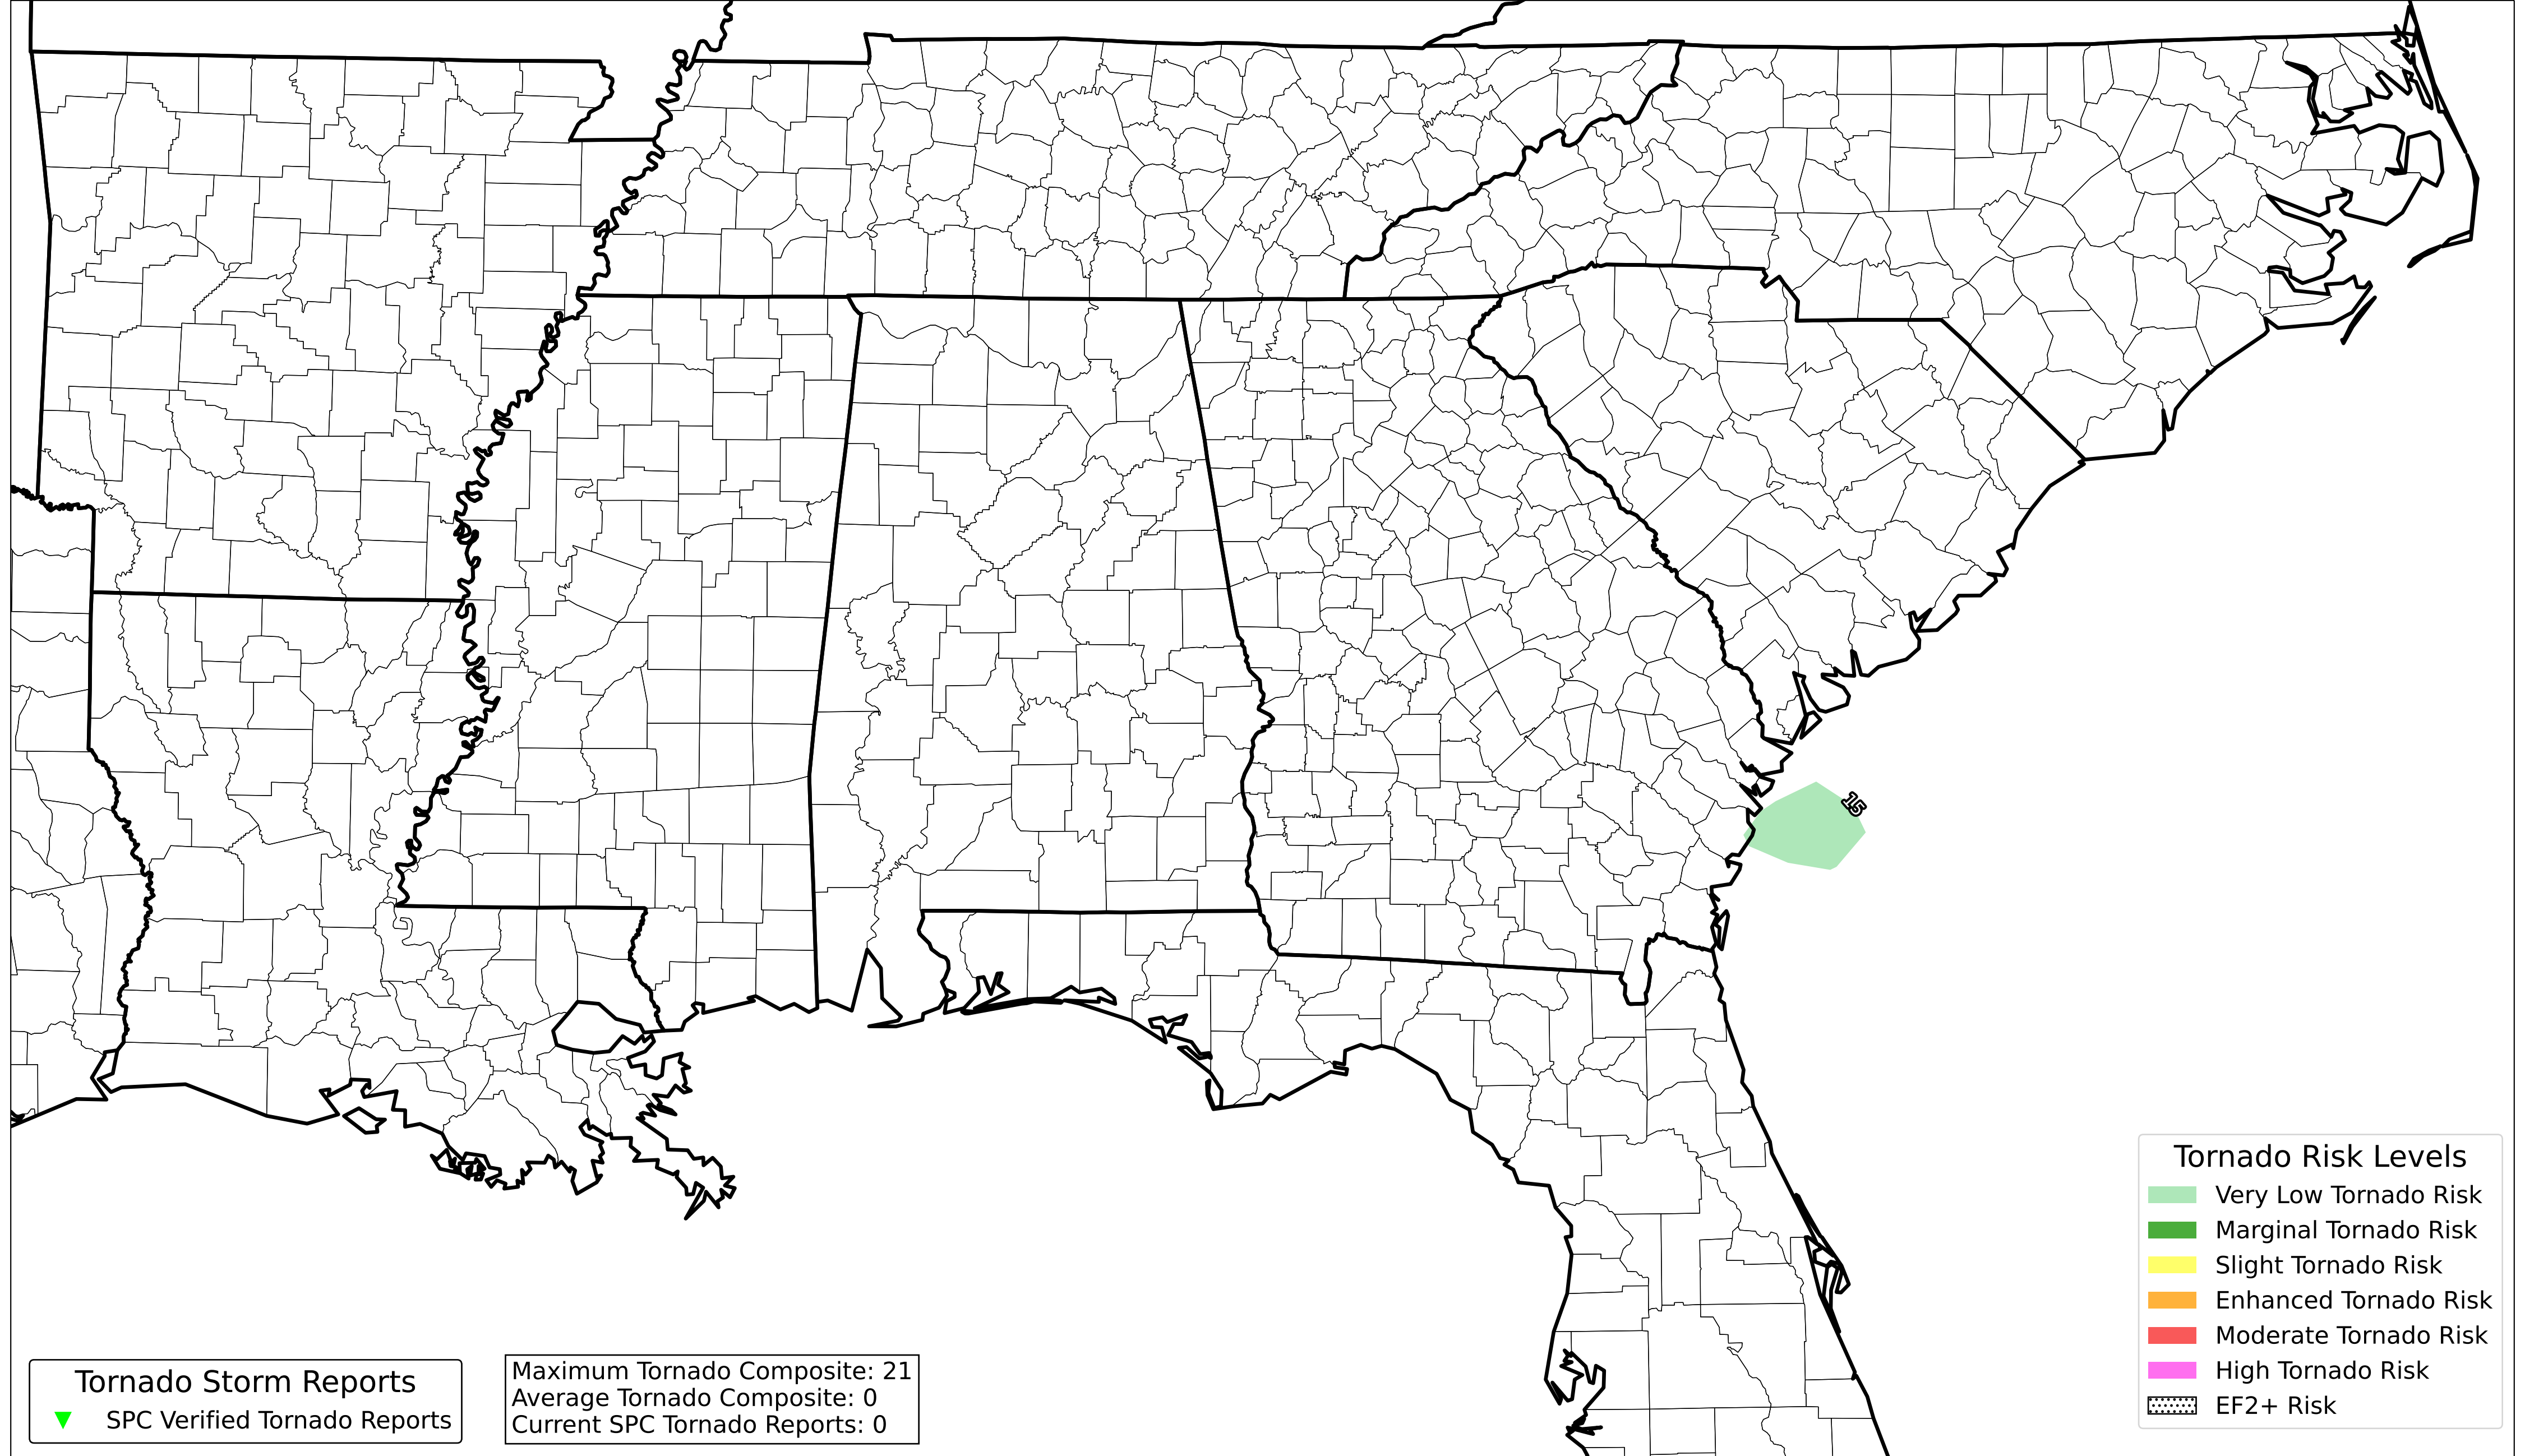 15
Tornado Risk Levels
Very Low Tornado Risk
Marginal Tornado Risk
Slight Tornado Risk
Enhanced Tornado Risk
Moderate Tornado Risk
High Tornado Risk
EF2+ Risk
Tornado Storm Reports
SPC Verified Tornado Reports
Maximum Tornado Composite: 21
Average Tornado Composite: 0
Current SPC Tornado Reports: 0